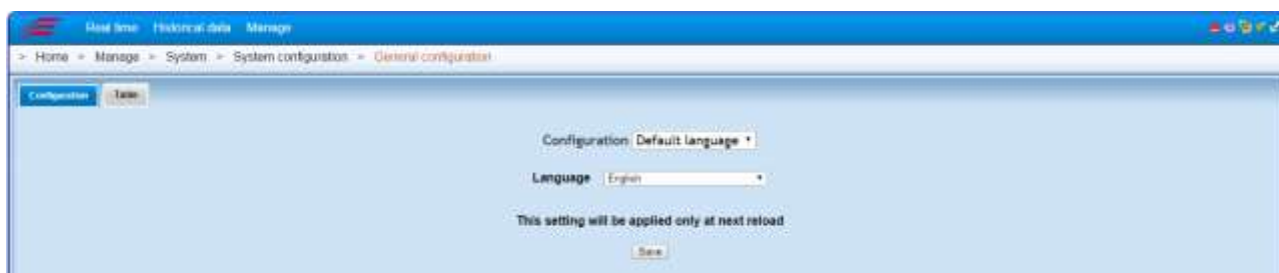 Real time Historical data Manage
> Home > Manage > System > System configuration > General configuration
Configuration Table
Configuration Default language
Language English
This setting will be applied only at next reload
Save